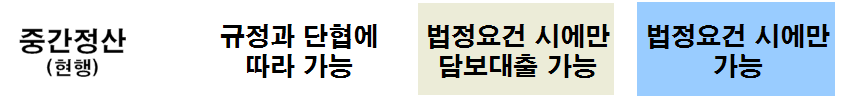 중간정산
(현행)
규정과 단협에
따라 가능
법정요건 시에만
담보대출 가능
법정요건 시에만
가능